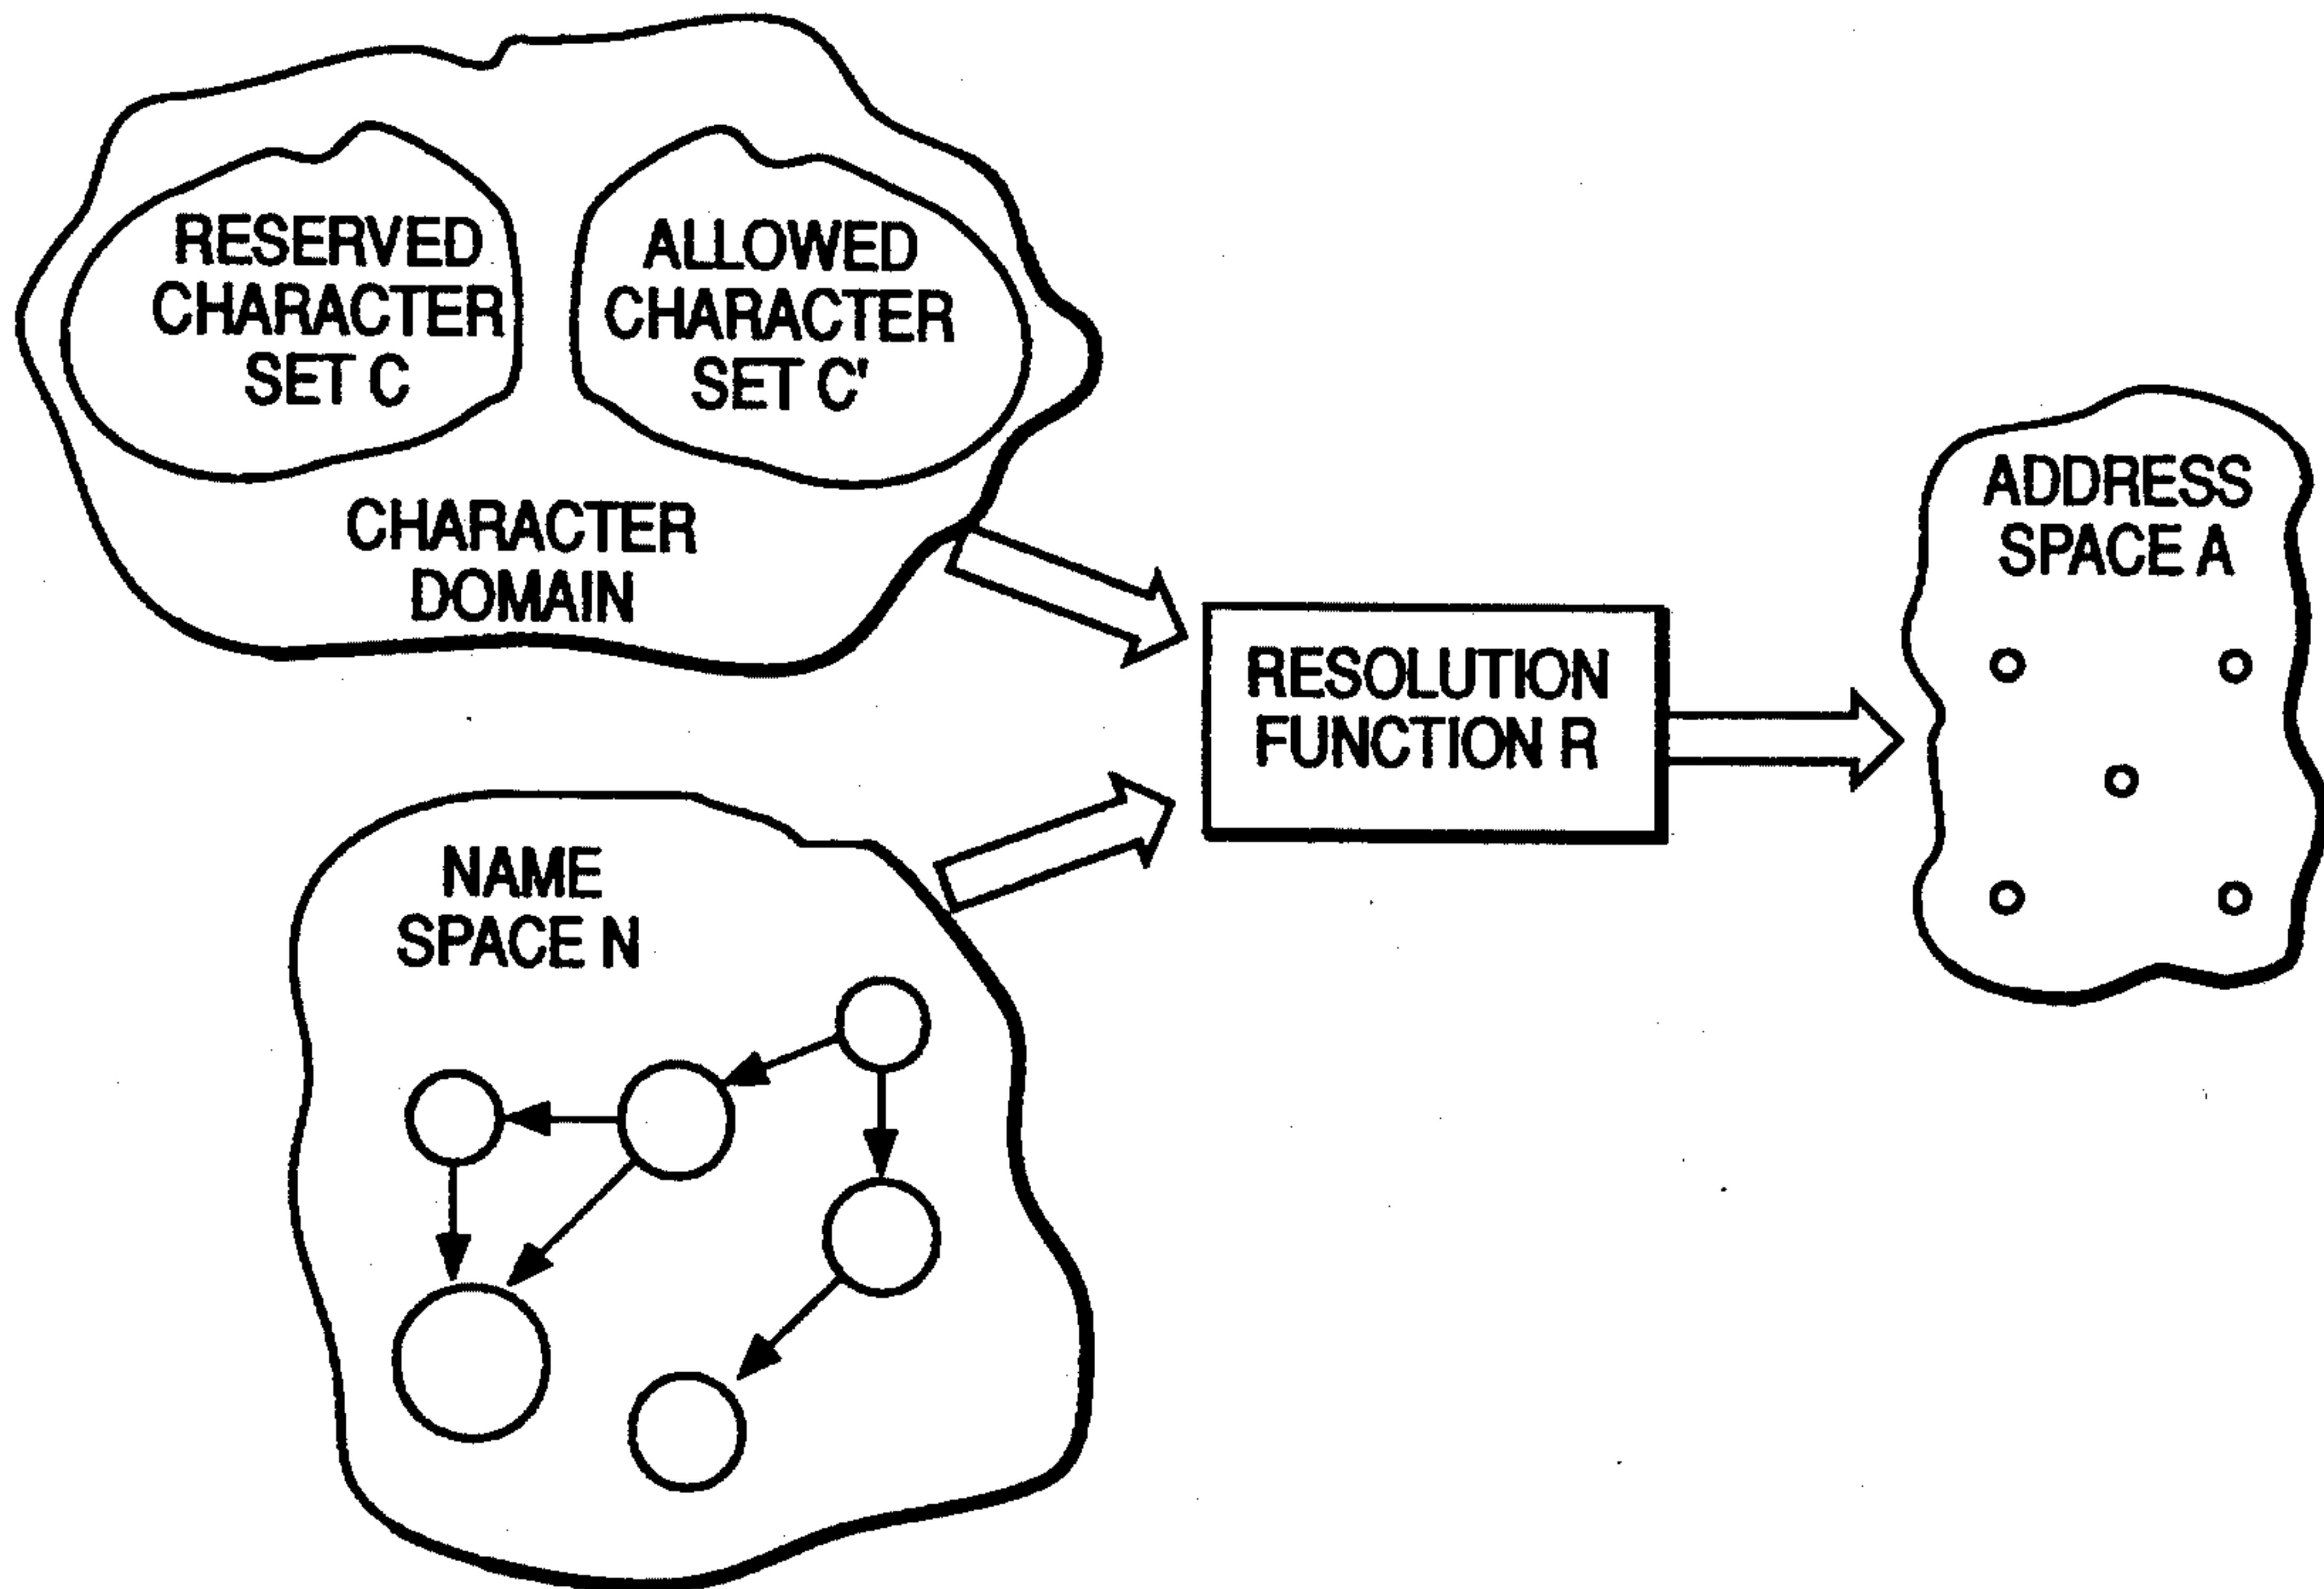 RESERVED
CHARACTER
SET C
ALLOWED
CHARACTER
SET C'
CHARACTER
DOMAIN
NAME
SPACE N
RESOLUTION
FUNCTION R
ADDRESS
SPACE A